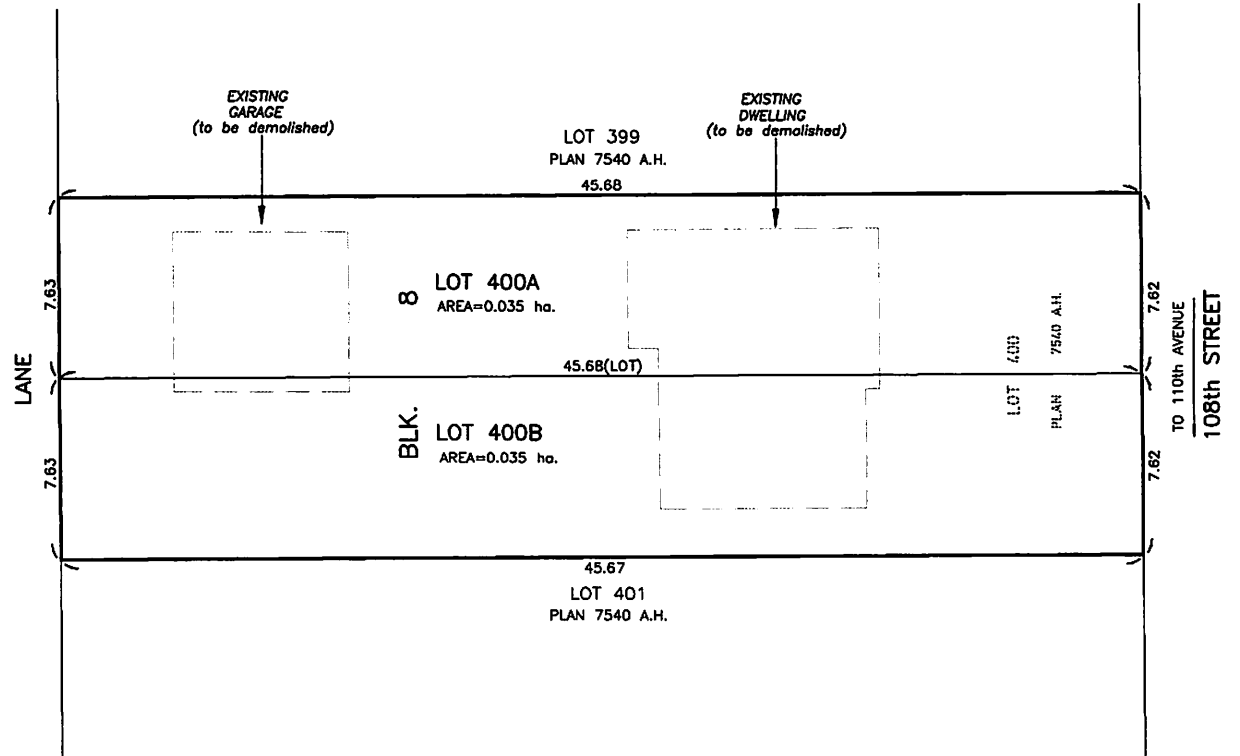 EXISTING
GARAGE
(to be demolished)
EXISTING
DWELLING
(to be demolished)
LOT 399
PLAN 7540 A.H.
45.68
LANE
7.63
8
LOT 400A
AREA=0.035 ha.
7.62
LOT 400
PLAN 7540 A.H.
TO 110th AVENUE
108th STREET
45.68(LOT)
7.63
BLK.
LOT 400B
AREA=0.035 ha.
7.62
45.67
LOT 401
PLAN 7540 A.H.